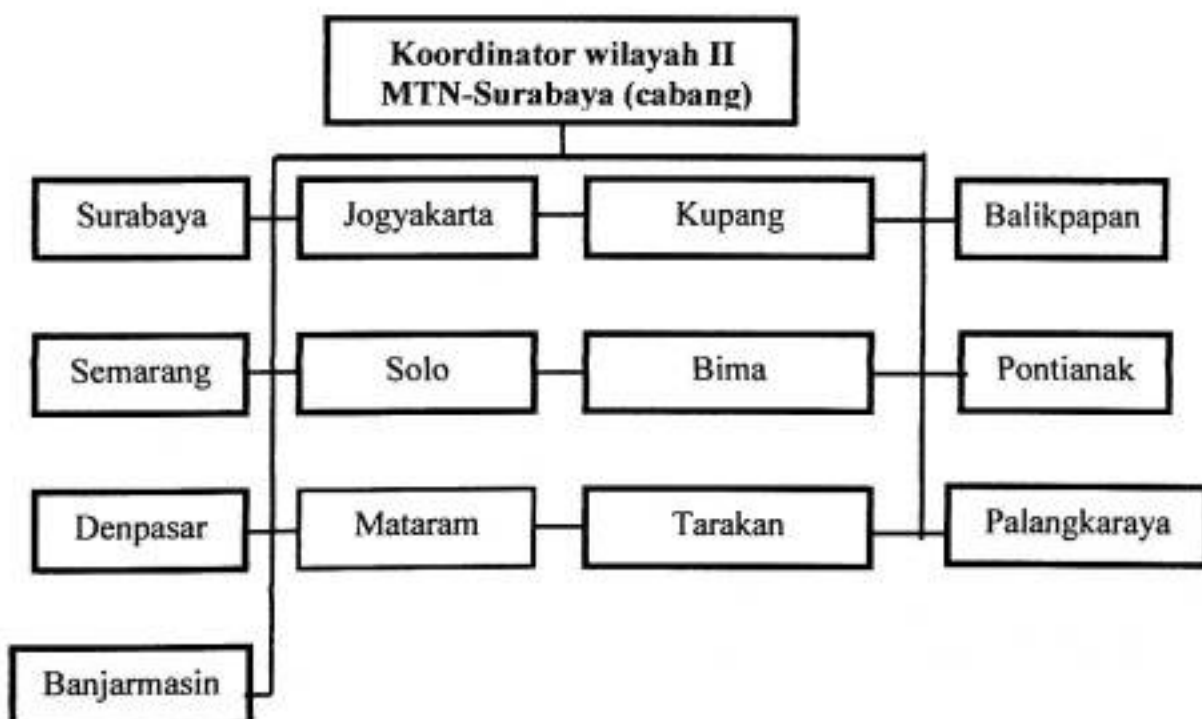 Koordinator wilayah II
MTN-Surabaya (cabang)
Surabaya
Jogyakarta
Kupang
Balikpapan
Semarang
Solo
Bima
Pontianak
Denpasar
Mataram
Tarakan
Palangkaraya
Banjarmasin